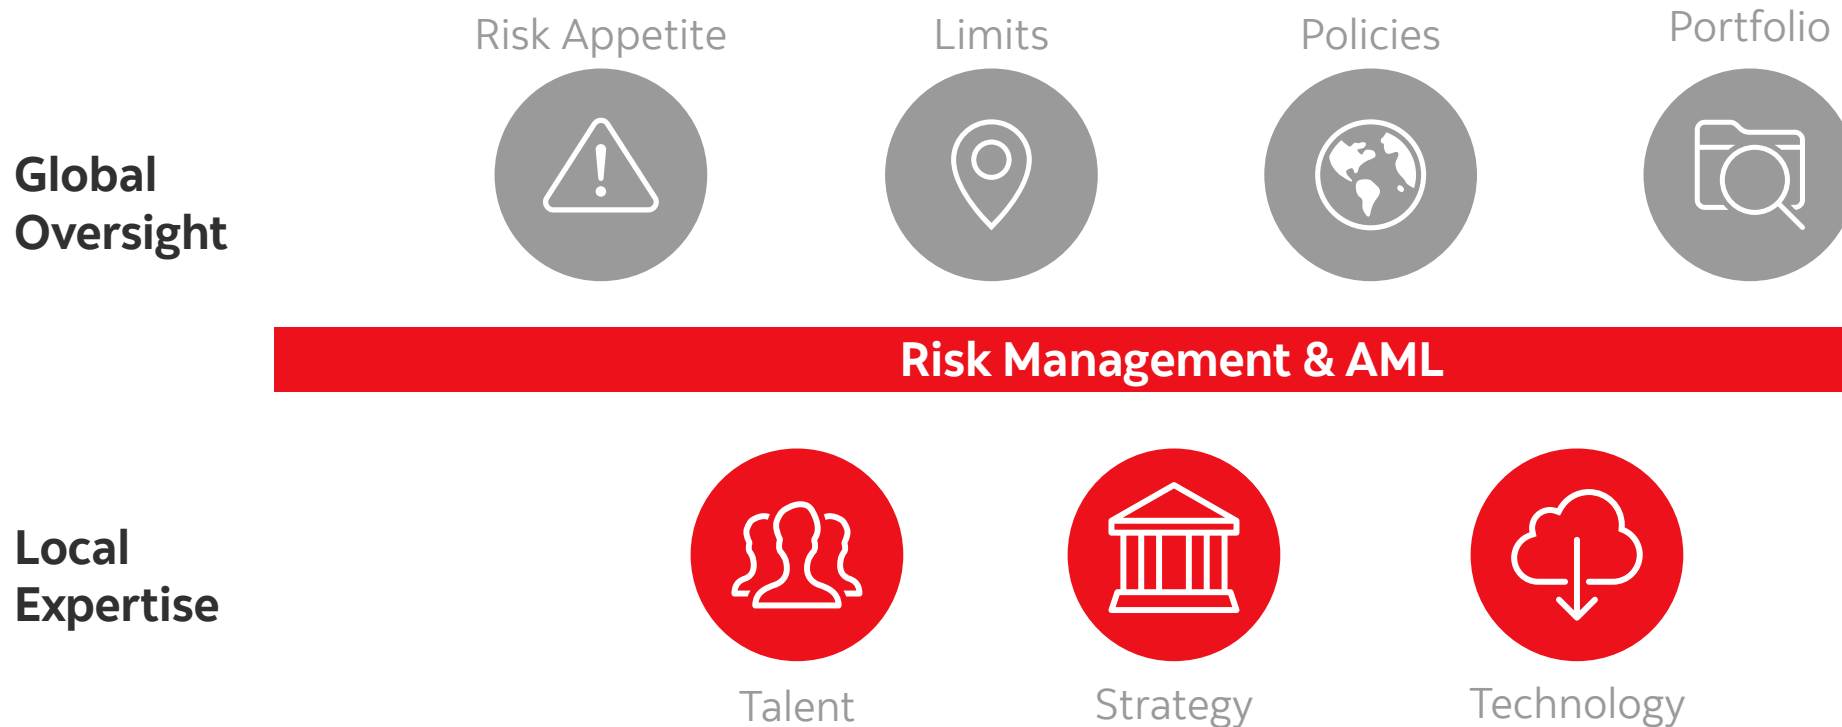 Risk Appetite
Limits
Policies
Portfolio
Global
Oversight
Risk Management & AML
Local
Expertise
Talent
Strategy
Technology